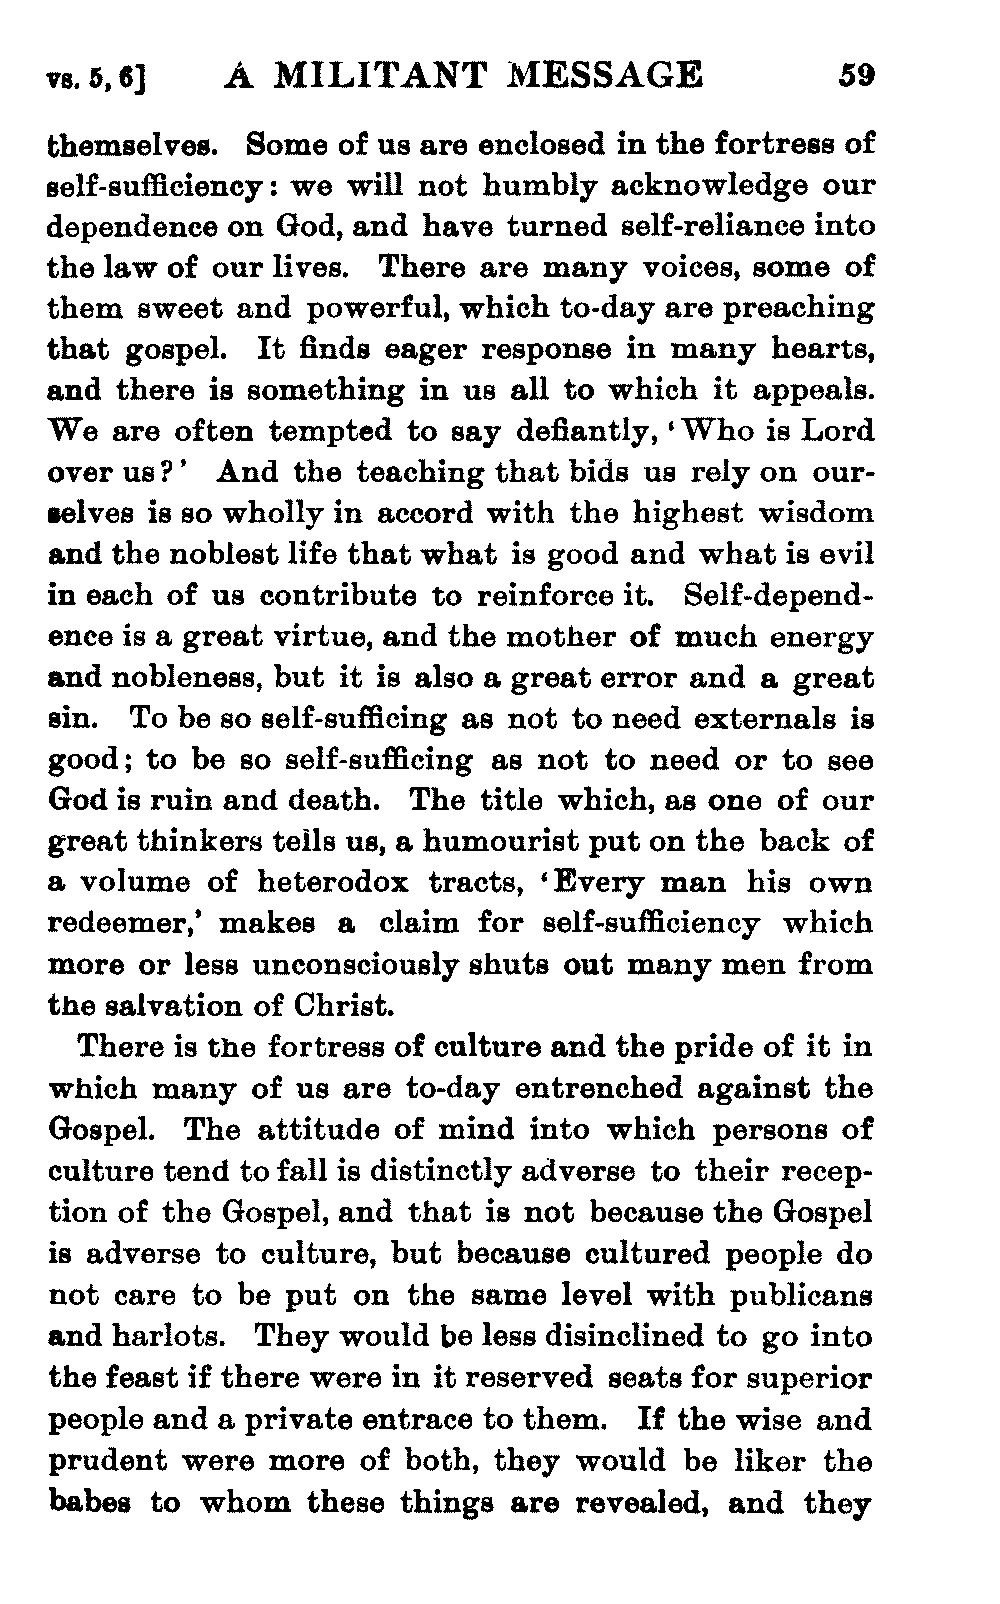 vs. 5, 6] A MILITANT MESSAGE 59
themselves. Some of us are enclosed in the fortress of
self-sufficiency: we will not humbly acknowledge our
dependence on God, and have turned self-reliance into
the law of our lives. There are many voices, some of
them sweet and powerful, which to-day are preaching
that gospel. It finds eager response in many hearts,
and there is something in us all to which it appeals.
We are often tempted to say defiantly, ‘Who is Lord
over us?’ And the teaching that bids us rely on our-
selves is so wholly in accord with the highest wisdom
and the noblest life that what is good and what is evil
in each of us contribute to reinforce it. Self-depend-
ence is a great virtue, and the mother of much energy
and nobleness, but it is also a great error and a great
sin. To be so self-sufficing as not to need externals is
good; to be so self-sufficing as not to need or to see
God is ruin and death. The title which, as one of our
great thinkers tells us, a humourist put on the back of
a volume of heterodox tracts, ‘Every man his own
redeemer,’ makes a claim for self-sufficiency which
more or less unconsciously shuts out many men from
the salvation of Christ.
There is the fortress of culture and the pride of it in
which many of us are to-day entrenched against the
Gospel. The attitude of mind into which persons of
culture tend to fall is distinctly adverse to their recep-
tion of the Gospel, and that is not because the Gospel
is adverse to culture, but because cultured people do
not care to be put on the same level with publicans
and harlots. They would be less disinclined to go into
the feast if there were in it reserved seats for superior
people and a private entrace to them. If the wise and
prudent were more of both, they would be liker the
babes to whom these things are revealed, and they